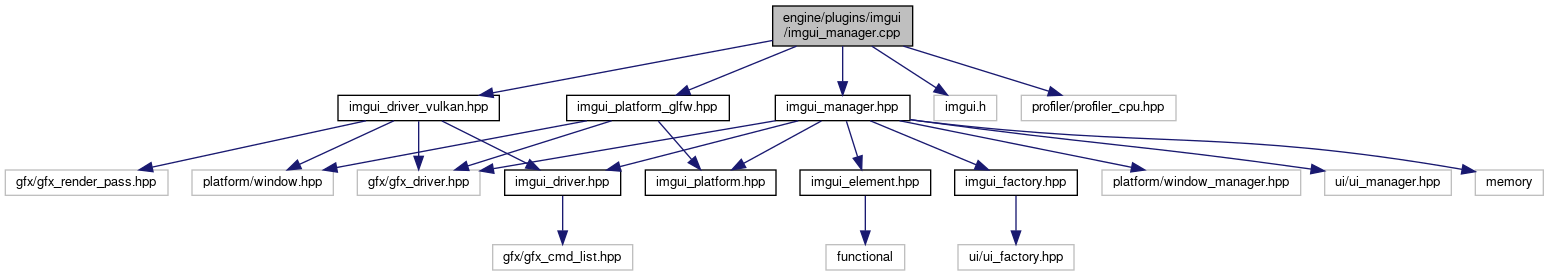 engine/plugins/imgui
/imgui_manager.cpp
imgui_driver_vulkan.hpp
imgui_platform_glfw.hpp
imgui_manager.hpp
imgui.h
profiler/profiler_cpu.hpp
gfx/gfx_render_pass.hpp
platform/window.hpp
gfx/gfx_driver.hpp
imgui_driver.hpp
imgui_platform.hpp
imgui_element.hpp
imgui_factory.hpp
platform/window_manager.hpp
ui/ui_manager.hpp
memory
gfx/gfx_cmd_list.hpp
functional
ui/ui_factory.hpp